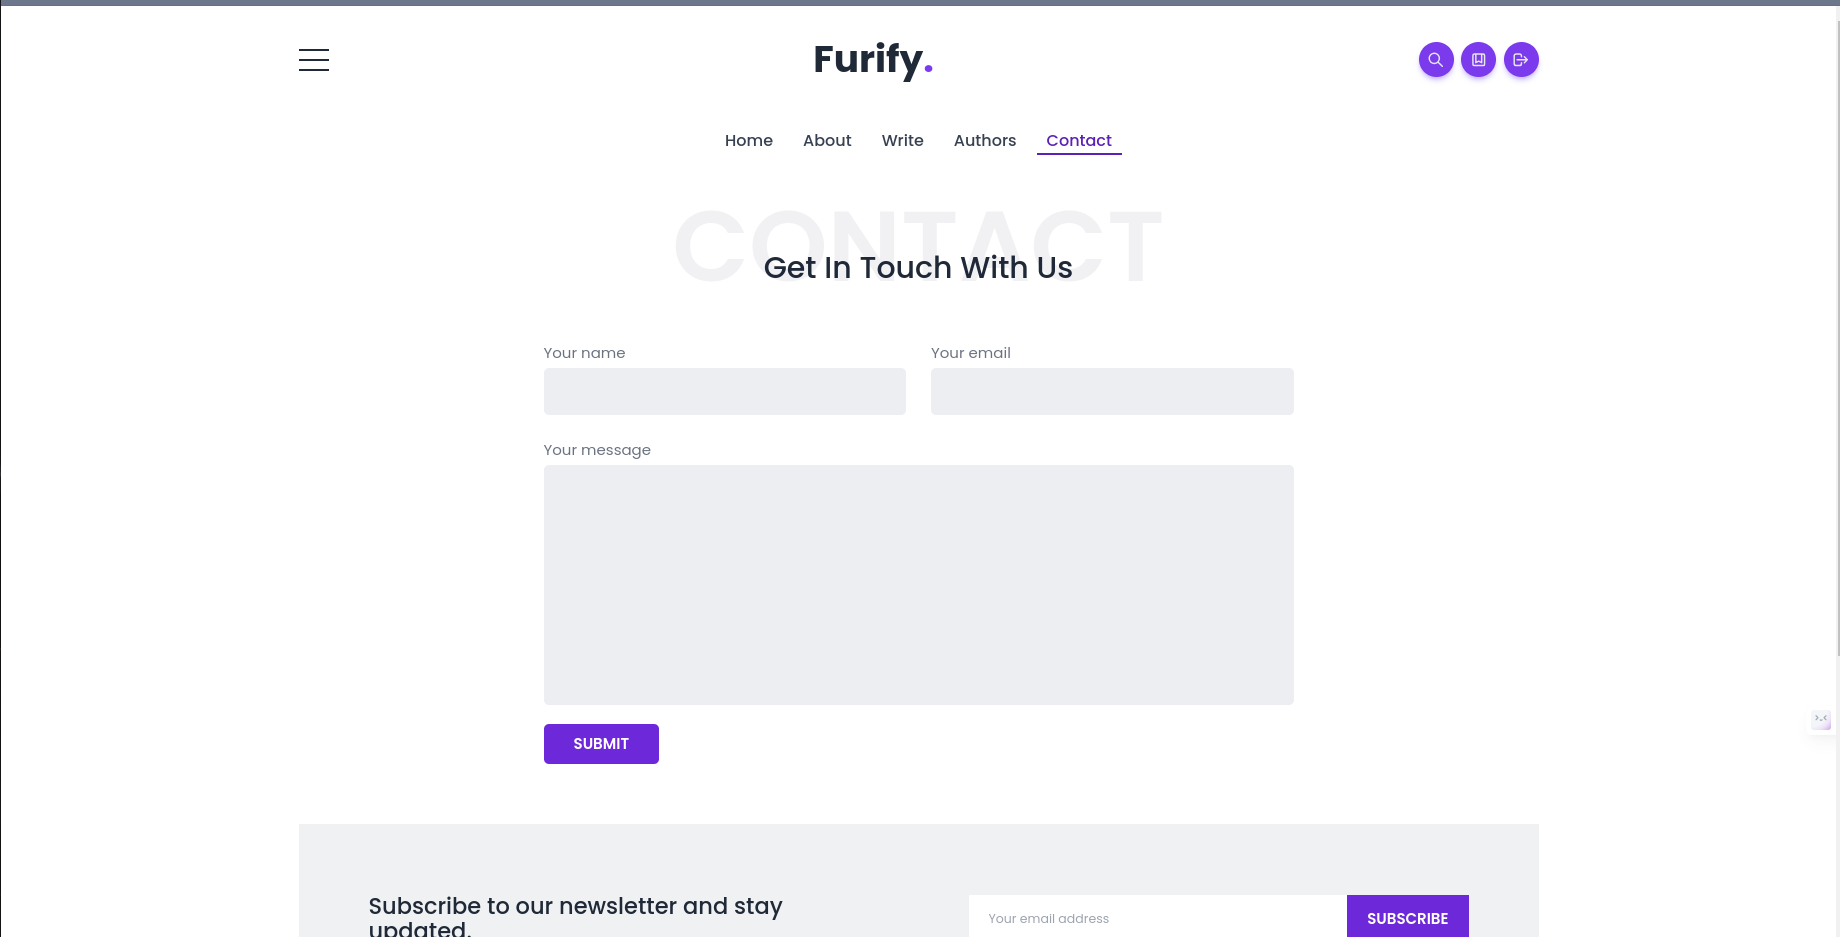 Furify.
Home About Write Authors Contact
CONTACT
Get In Touch With Us
Your name Your email
Your message
SUBMIT
Subscribe to our newsletter and stay
updated.
Your email address SUBSCRIBE